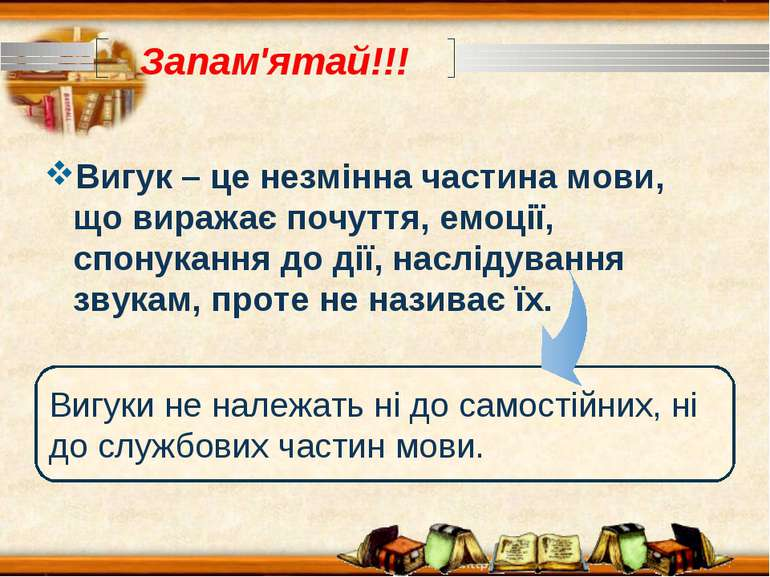 Запам'ятай!!!
Вигук – це незмінна частина мови,
що виражає почуття, емоції,
спонукання до дії, наслідування
звукам, проте не називає їх.
Вигуки не належать ні до самостійних, ні
до службових частин мови.